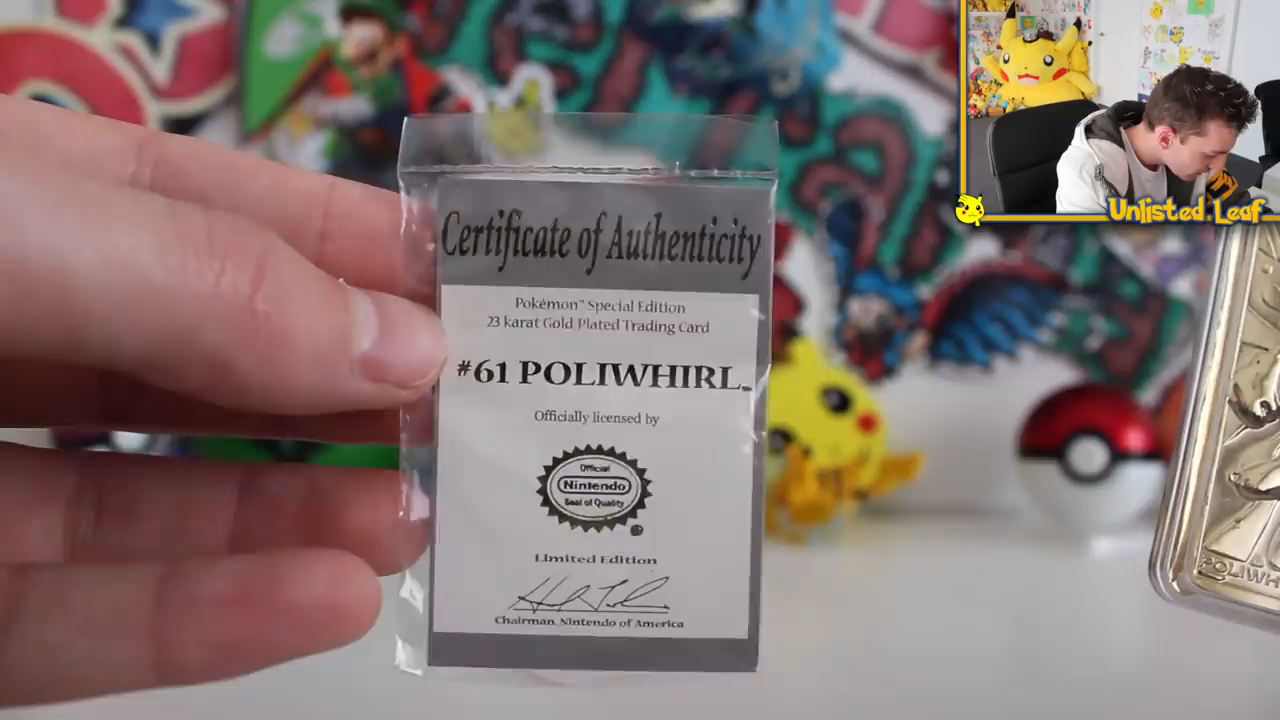 Unlisted Leaf
Certificate of Authenticity
Pokémon™ Special Edition
23 karat Gold Plated Trading Card
#61 POLIWHIRL
Officially licensed by
Official
Nintendo
Seal of Quality
®
Limited Edition
Chairman, Nintendo of America